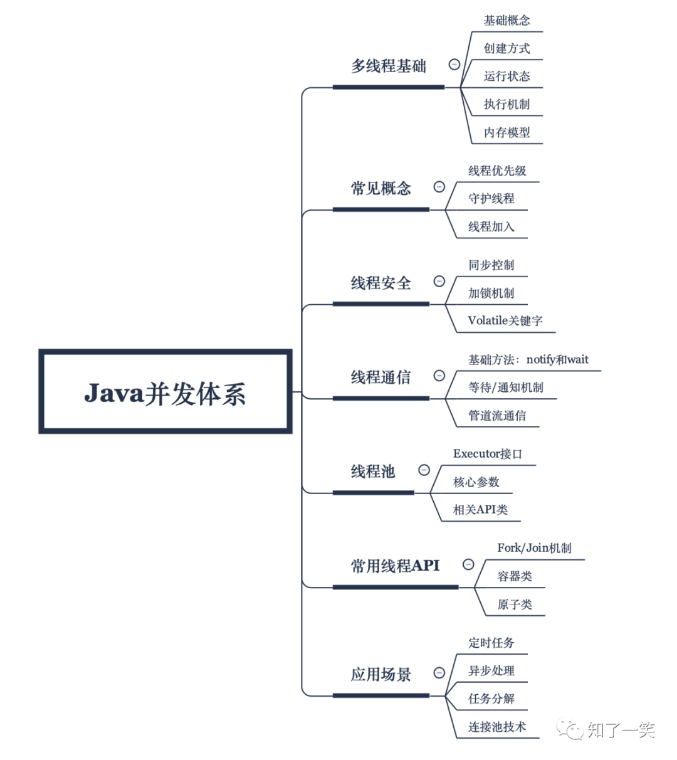 Java并发体系
多线程基础
基础概念
创建方式
运行状态
执行机制
内存模型
常见概念
线程优先级
守护线程
线程加入
线程安全
同步控制
加锁机制
Volatile关键字
线程通信
基础方法：notify和wait
等待/通知机制
管道流通信
线程池
Executor接口
核心参数
相关API类
常用线程API
Fork/Join机制
容器类
原子类
应用场景
定时任务
异步处理
任务分解
连接池技术
知了一笑